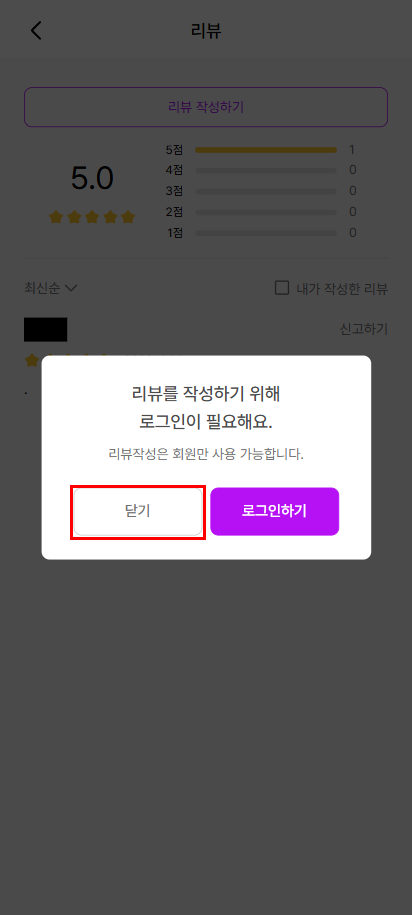 리뷰
리뷰 작성하기
5.0
5점 1
4점 0
3점 0
2점 0
1점 0
최신순
내가 작성한 리뷰
신고하기
.
리뷰를 작성하기 위해
로그인이 필요해요.
리뷰작성은 회원만 사용 가능합니다.
닫기
로그인하기